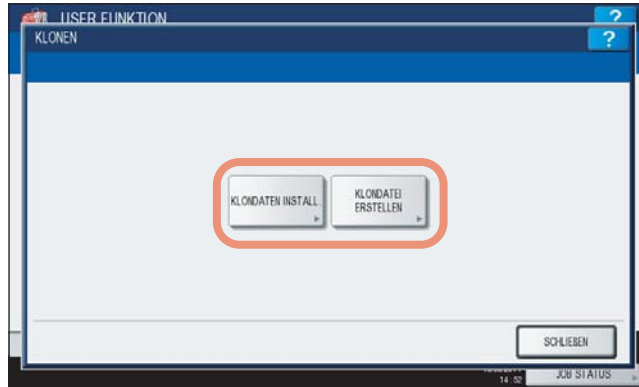 USER FUNKTION
?
KLONEN
?
KLONDATEN INSTALL.
KLONDATEI
ERSTELLEN
SCHLIEßEN
14 52
JOB STATUS